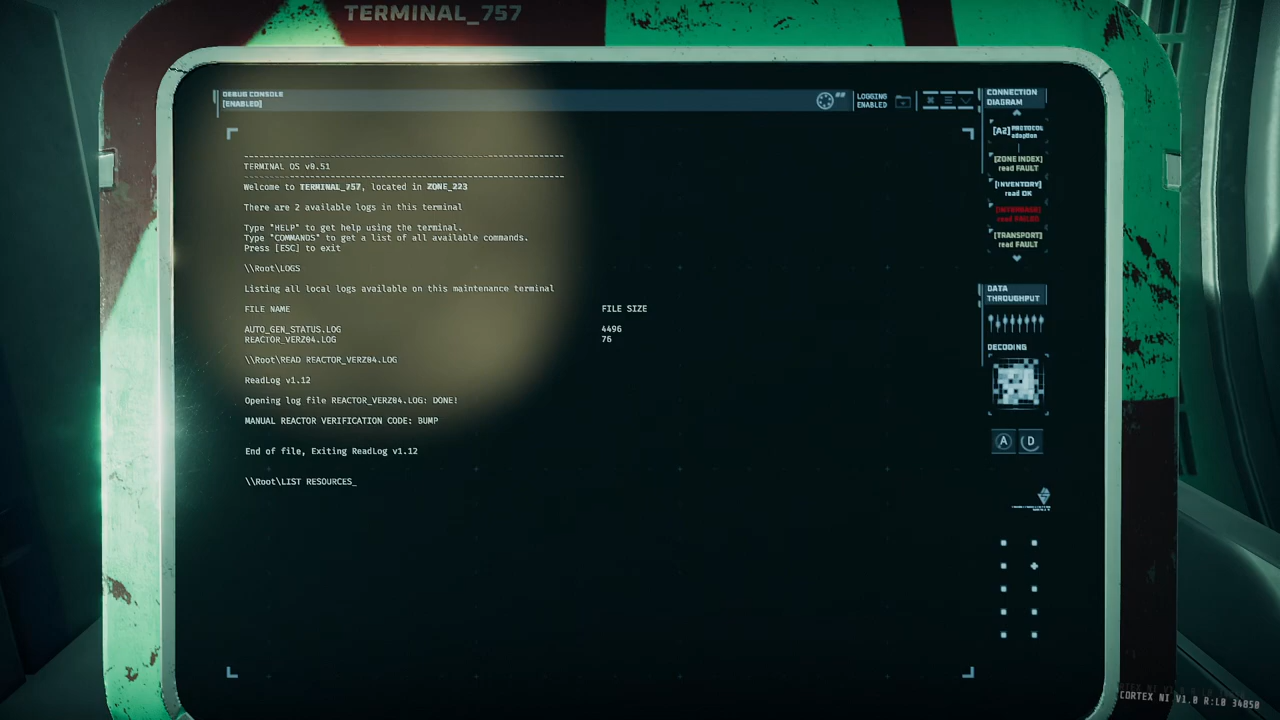 TERMINAL_757
DEBUG CONSOLE
[ENABLED]
LOGGING
ENABLED
----------------------------------------------------------------
TERMINAL OS v0.51
----------------------------------------------------------------
Welcome to TERMINAL_757, located in ZONE_223
There are 2 available logs in this terminal
Type "HELP" to get help using the terminal.
Type "COMMANDS" to get a list of all available commands.
Press [ESC] to exit
\\Root\LOGS
Listing all local logs available on this maintenance terminal
FILE NAME FILE SIZE
AUTO_GEN_STATUS.LOG 4496
REACTOR_VERZ04.LOG 76
\\Root\READ REACTOR_VERZ04.LOG
ReadLog v1.12
Opening log file REACTOR_VERZ04.LOG: DONE!
MANUAL REACTOR VERIFICATION CODE: BUMP
End of file, Exiting ReadLog v1.12
\\Root\LIST RESOURCES_
CONNECTION
DIAGRAM
[A2] PROTOCOL
adaption
[ZONE INDEX]
read FAULT
[INVENTORY]
read OK
read FAILED
[TRANSPORT]
read FAULT
DATA
THROUGHPUT
DECODING
A D
CORTEX NI V1.0 R:L0 34850